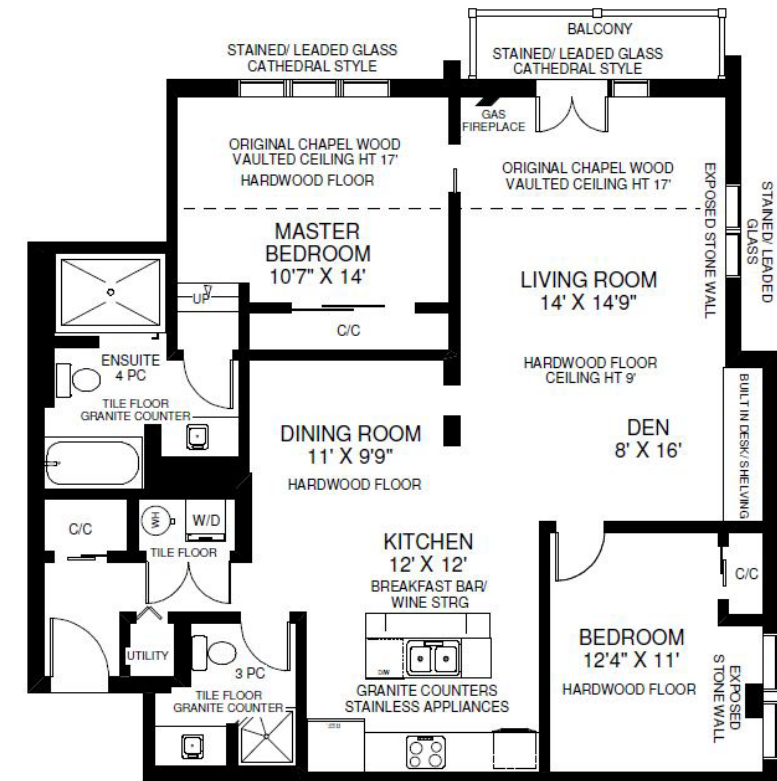 BALCONY
STAINED/ LEADED GLASS
CATHEDRAL STYLE
STAINED/ LEADED GLASS
CATHEDRAL STYLE
GAS
FIREPLACE
ORIGINAL CHAPEL WOOD
VAULTED CEILING HT 17'
HARDWOOD FLOOR
MASTER
BEDROOM
10'7" X 14'
ORIGINAL CHAPEL WOOD
VAULTED CEILING HT 17'
EXPOSED STONE WALL
STAINED/ LEADED
GLASS
LIVING ROOM
14' X 14'9"
UP
C/C
ENSUITE
4 PC
TILE FLOOR
GRANITE COUNTER
HARDWOOD FLOOR
CEILING HT 9'
BUILT IN DESK/SHELVING
DINING ROOM
11' X 9'9"
HARDWOOD FLOOR
DEN
8' X 16'
C/C
WH
W/D
TILE FLOOR
KITCHEN
12' X 12'
BREAKFAST BAR/
WINE STRG
C/C
UTILITY
3 PC
TILE FLOOR
GRANITE COUNTER
D/W
GRANITE COUNTERS
STAINLESS APPLIANCES
BEDROOM
12'4" X 11'
HARDWOOD FLOOR
EXPOSED
STONE WALL